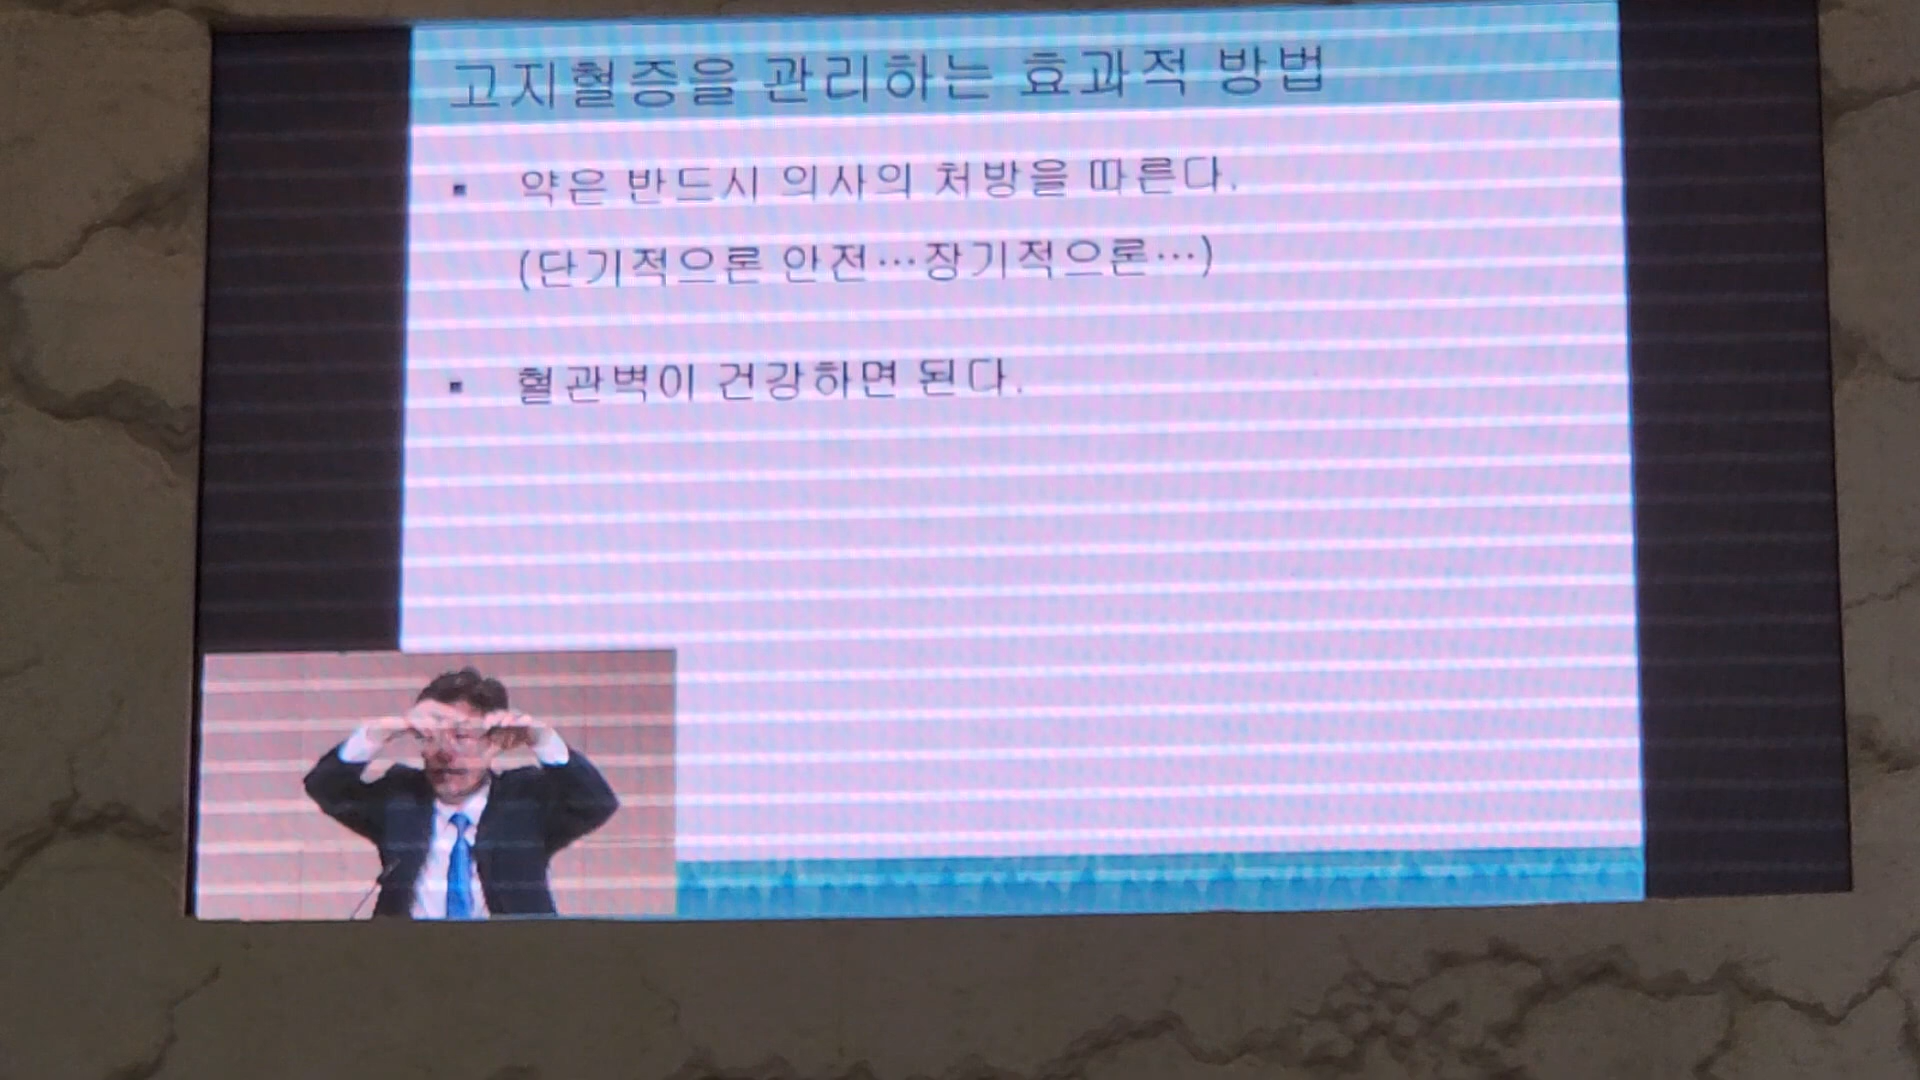 고지혈증을 관리하는 효과적 방법
▪ 약은 반드시 의사의 처방을 따른다.
(단기적으론 안전…장기적으론…)
▪ 혈관벽이 건강하면 된다.